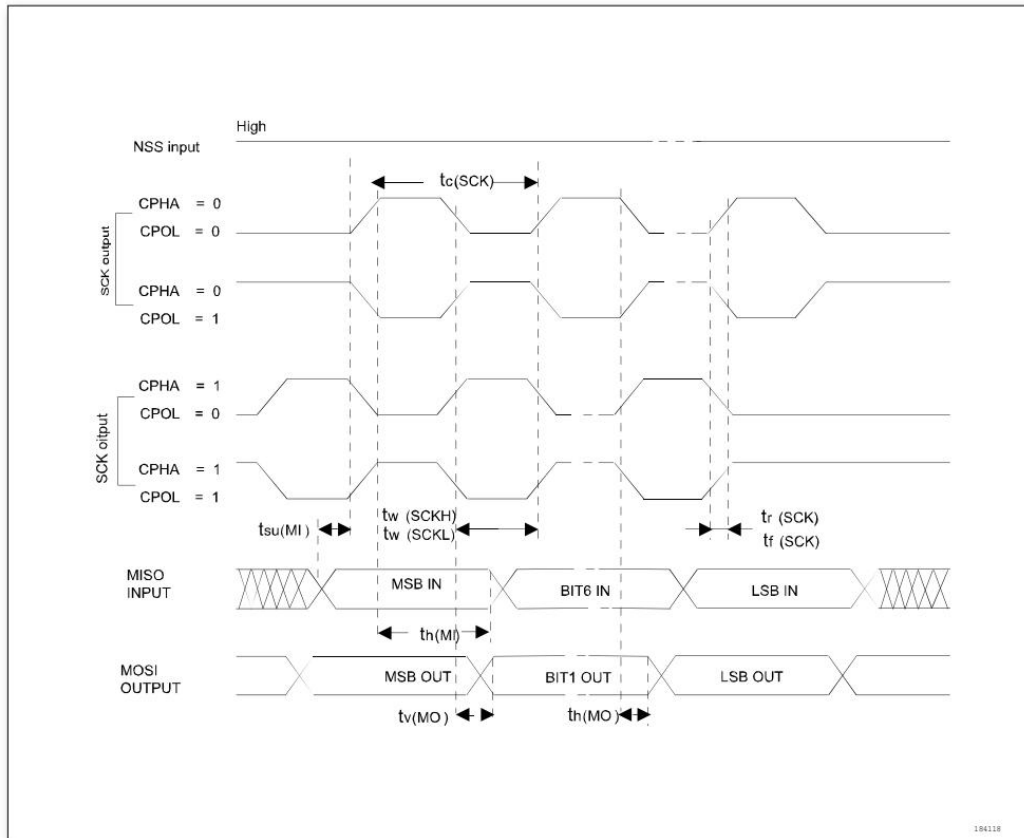 High
NSS input
tc(SCK)
CPHA = 0
CPOL = 0
SCK output
CPHA = 0
CPOL = 1
CPHA = 1
CPOL = 0
SCK oitput
CPHA = 1
CPOL = 1
tsu(MI)
tw (SCKH)
tw (SCKL)
tr (SCK)
tf (SCK)
MISO
INPUT
MSB IN
BIT6 IN
LSB IN
th(MI)
MOSI
OUTPUT
MSB OUT
BIT1 OUT
LSB OUT
tv(MO)
th(MO)
184118